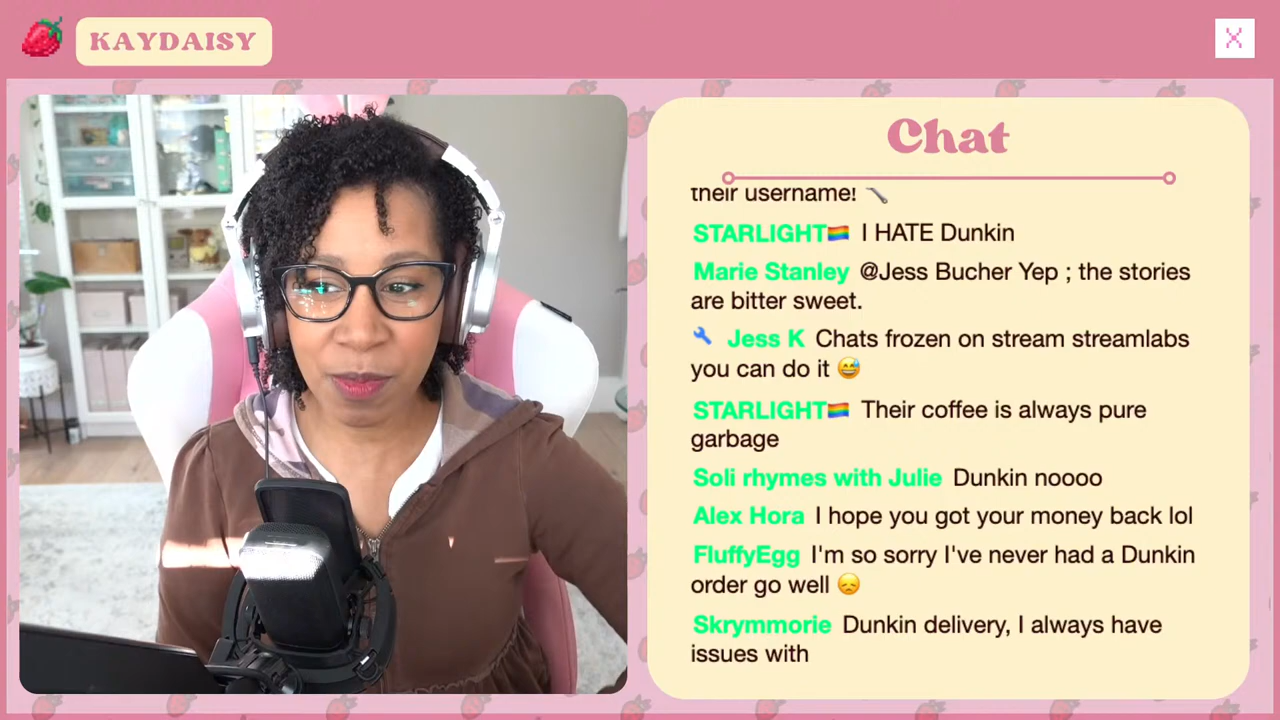 KAYDAISY
Chat
their username!
STARLIGHT I HATE Dunkin
Marie Stanley @Jess Bucher Yep ; the stories
are bitter sweet.
Jess K Chats frozen on stream streamlabs
you can do it
STARLIGHT Their coffee is always pure
garbage
Soli rhymes with Julie Dunkin noooo
Alex Hora I hope you got your money back lol
FluffyEgg I'm so sorry I've never had a Dunkin
order go well
Skrymmorie Dunkin delivery, I always have
issues with